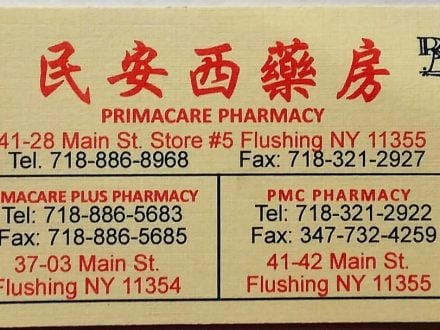 民安西藥房
PRIMACARE PHARMACY
41-28 Main St. Store #5 Flushing NY 11355
Tel. 718-886-8968 Fax: 718-321-2927
IMACARE PLUS PHARMACY
Tel: 718-886-5683
Fax: 718-886-5685
37-03 Main St.
Flushing NY 11354
PMC PHARMACY
Tel: 718-321-2922
Fax: 347-732-4259
41-42 Main St.
Flushing NY 11355